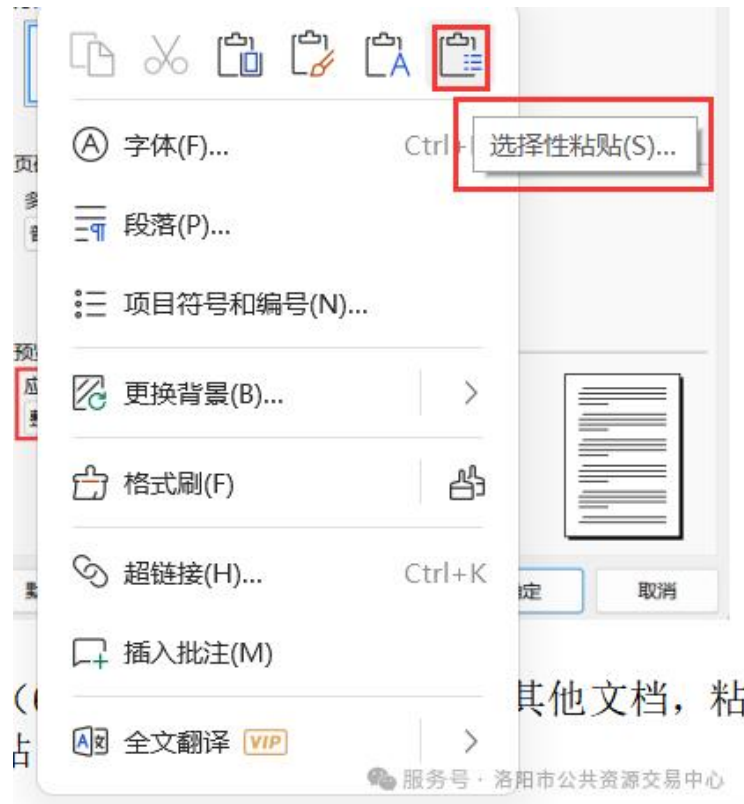 选择性粘贴(S)...
字体(F)...
Ctrl+
段落(P)...
项目符号和编号(N)...
更换背景(B)...
格式刷(F)
超链接(H)... Ctrl+K
取消
插入批注(M)
其他文档，粘
全文翻译 VIP
服务号 · 洛阳市公共资源交易中心